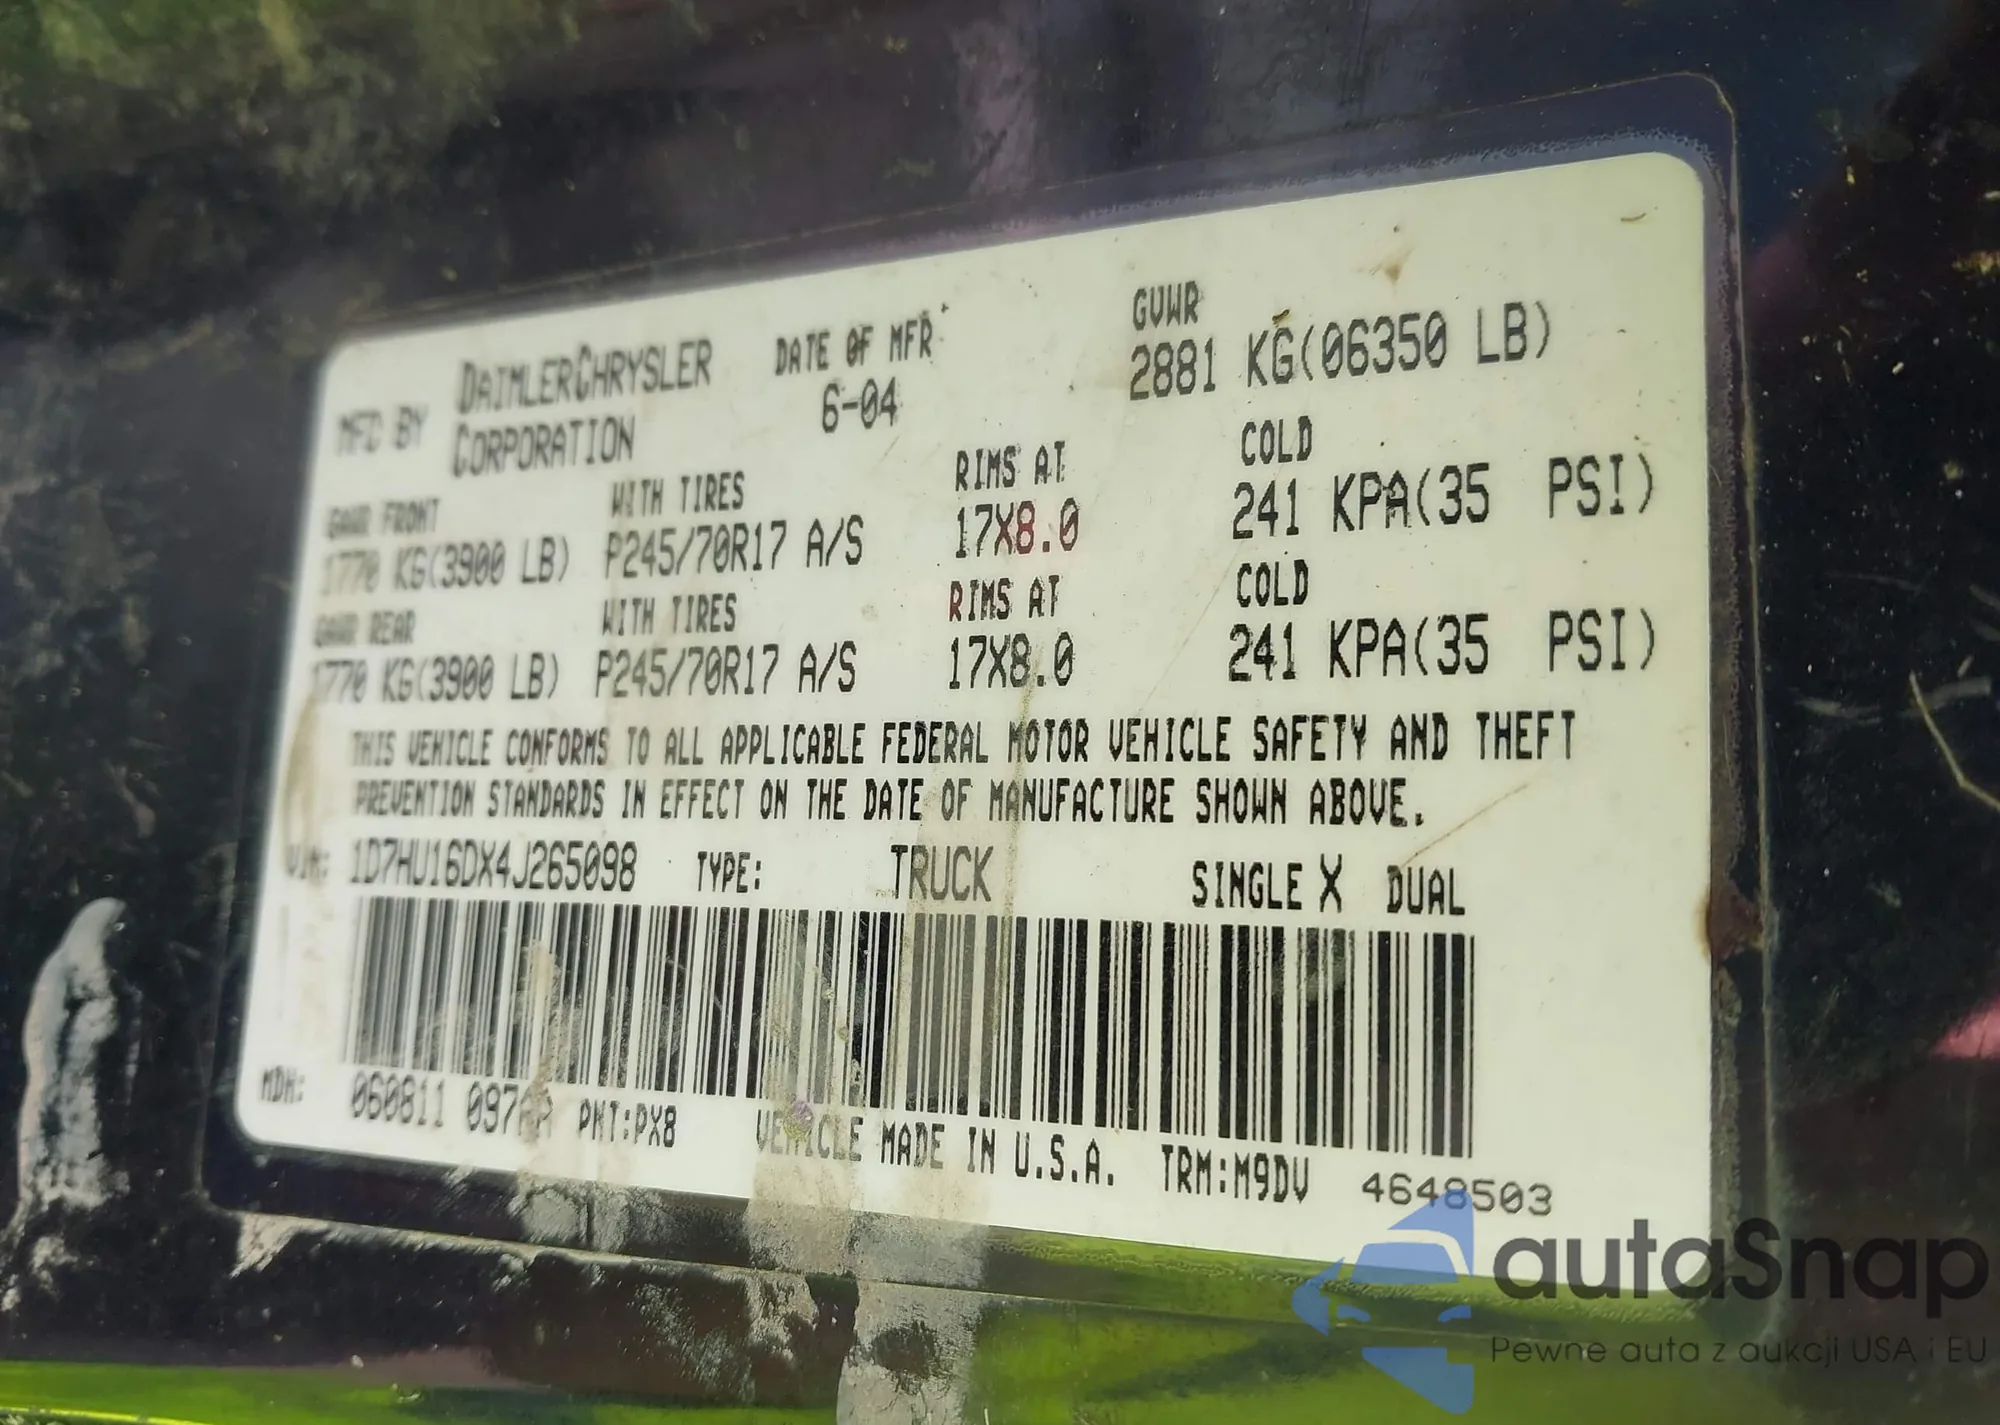 MFD BY DAIMLERCHRYSLER CORPORATION
DATE OF MFR
6-04
GVWR
2881 KG(06350 LB)
GAWR FRONT WITH TIRES RIMS AT COLD
1770 KG(3900 LB) P245/70R17 A/S 17X8.0 241 KPA(35 PSI)
GAWR REAR WITH TIRES RIMS AT COLD
1770 KG(3900 LB) P245/70R17 A/S 17X8.0 241 KPA(35 PSI)
THIS VEHICLE CONFORMS TO ALL APPLICABLE FEDERAL MOTOR VEHICLE SAFETY AND THEFT
PREVENTION STANDARDS IN EFFECT ON THE DATE OF MANUFACTURE SHOWN ABOVE.
VIN: 1D7HU16DX4J265098 TYPE: TRUCK SINGLE X DUAL
MDH: 060811 097AA PNT:PX8 VEHICLE MADE IN U.S.A. TRM:M9DV 4648503
autaSnap
Pewne auta z aukcji USA i EU